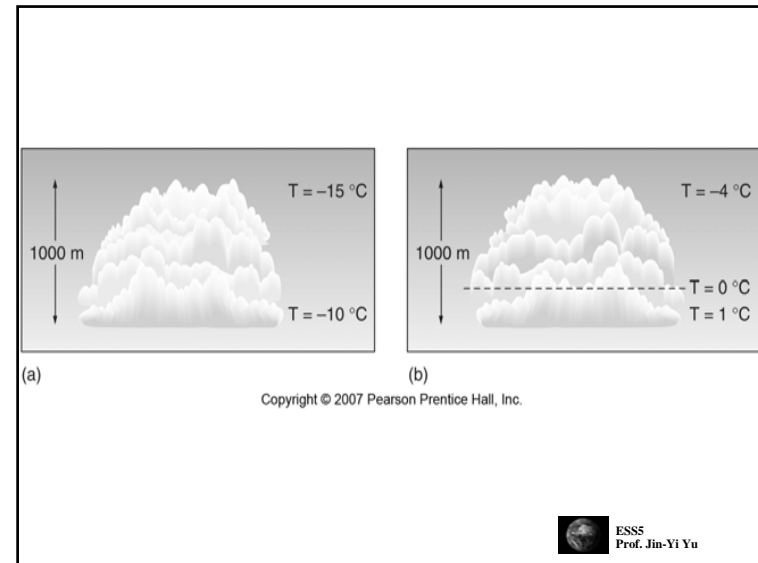 T = –15 °C
1000 m
T = –10 °C
(a)
T = –4 °C
1000 m
T = 0 °C
T = 1 °C
(b)
Copyright © 2007 Pearson Prentice Hall, Inc.
ESS5
Prof. Jin-Yi Yu